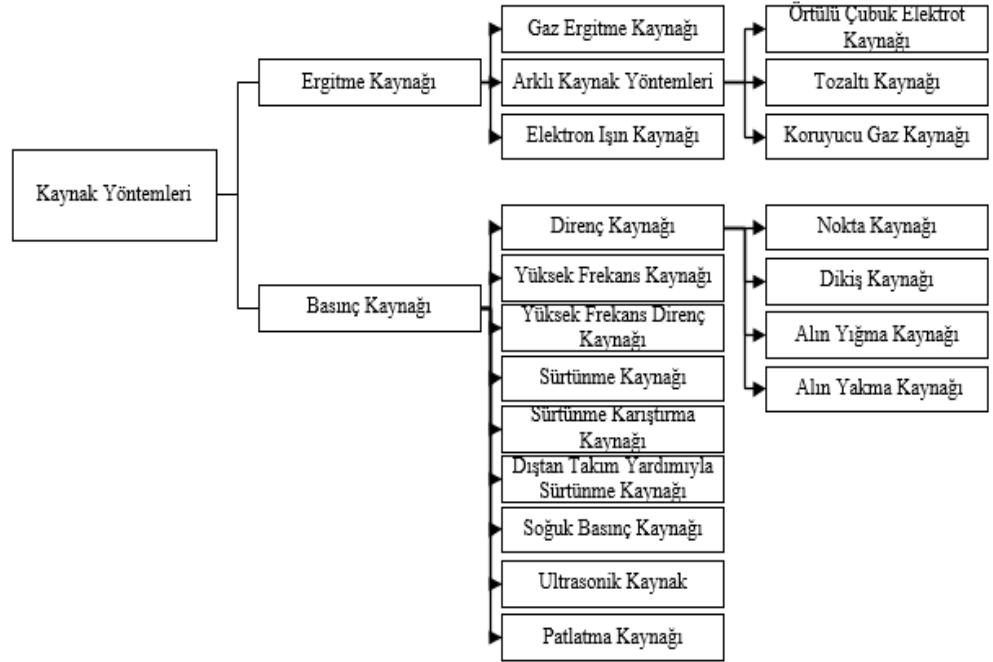 Kaynak Yöntemleri
Ergitme Kaynağı
Gaz Ergitme Kaynağı
Arklı Kaynak Yöntemleri
Örtülü Çubuk Elektrot
Kaynağı
Tozaltı Kaynağı
Koruyucu Gaz Kaynağı
Elektron Işın Kaynağı
Basınç Kaynağı
Direnç Kaynağı
Nokta Kaynağı
Dikiş Kaynağı
Alın Yığma Kaynağı
Alın Yakma Kaynağı
Yüksek Frekans Kaynağı
Yüksek Frekans Direnç
Kaynağı
Sürtünme Kaynağı
Sürtünme Karıştırma
Kaynağı
Dıştan Takım Yardımıyla
Sürtünme Kaynağı
Soğuk Basınç Kaynağı
Ultrasonik Kaynak
Patlatma Kaynağı